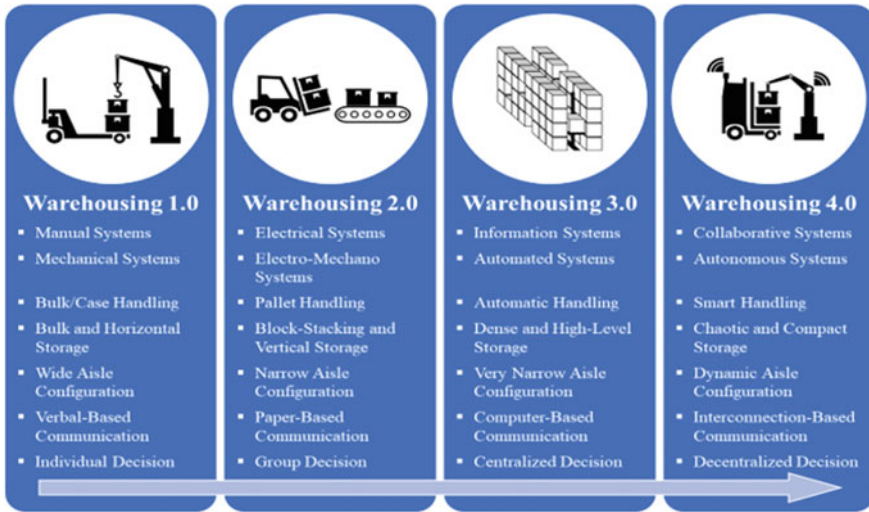 Warehousing 1.0
▪ Manual Systems
▪ Mechanical Systems
▪ Bulk/Case Handling
▪ Bulk and Horizontal
Storage
▪ Wide Aisle
Configuration
▪ Verbal-Based
Communication
▪ Individual Decision
Warehousing 2.0
▪ Electrical Systems
▪ Electro-Mechano
Systems
▪ Pallet Handling
▪ Block-Stacking and
Vertical Storage
▪ Narrow Aisle
Configuration
▪ Paper-Based
Communication
▪ Group Decision
Warehousing 3.0
▪ Information Systems
▪ Automated Systems
▪ Automatic Handling
▪ Dense and High-Level
Storage
▪ Very Narrow Aisle
Configuration
▪ Computer-Based
Communication
▪ Centralized Decision
Warehousing 4.0
▪ Collaborative Systems
▪ Autonomous Systems
▪ Smart Handling
▪ Chaotic and Compact
Storage
▪ Dynamic Aisle
Configuration
▪ Interconnection-Based
Communication
▪ Decentralized Decision